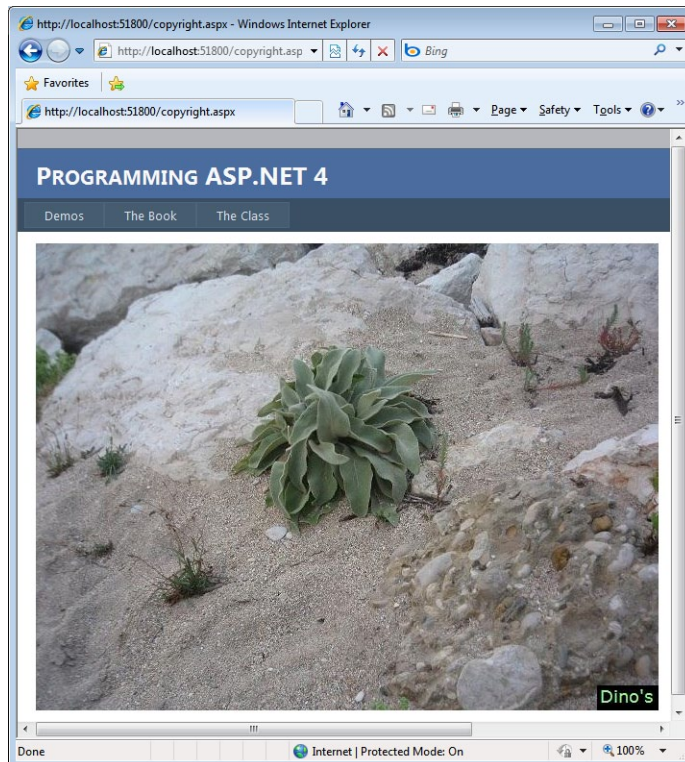 http://localhost:51800/copyright.aspx - Windows Internet Explorer
http://localhost:51800/copyright.asp
Bing
Favorites
http://localhost:51800/copyright.aspx
Page
Safety
Tools
PROGRAMMING ASP.NET 4
Demos
The Book
The Class
Dino's
Done
Internet | Protected Mode: On
100%